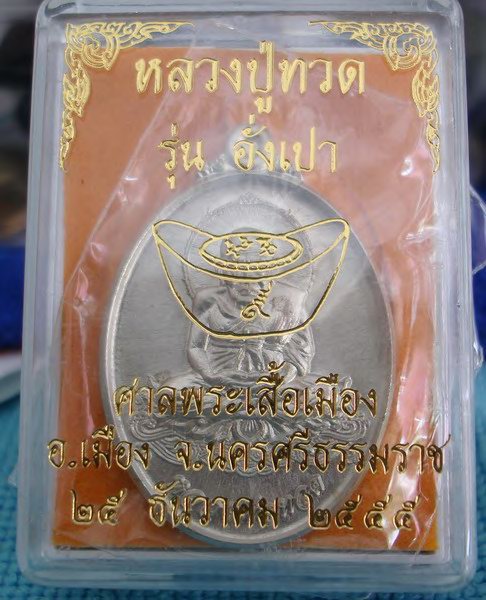 หลวงปู่ทวด
รุ่น อั่งเปา
ศาลพระเสื้อเมือง
อ.เมือง จ.นครศรีธรรมราช
๒๕ ธันวาคม ๒๕๕๕